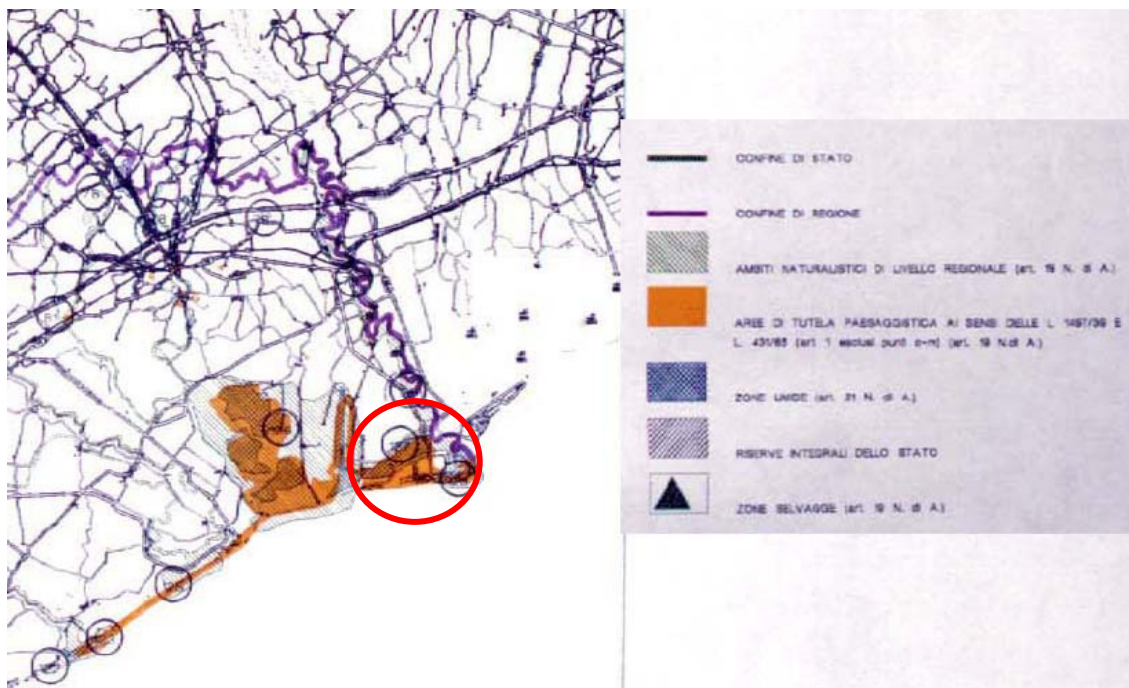 CONFINE DI STATO
CONFINE DI REGIONE
AMBITI NATURALISTICI DI LIVELLO REGIONALE (art. 19 N. di A.)
AREE DI TUTELA PAESAGGISTICA AI SENSI DELLE L. 1497/39 E
L. 431/85 (art. 1 esclusi punti o-m) (art. 19 N.di A.)
ZONE UMIDE (art. 21 N. di A.)
RISERVE INTEGRALI DELLO STATO
ZONE SELVAGGE (art. 19 N. di A.)